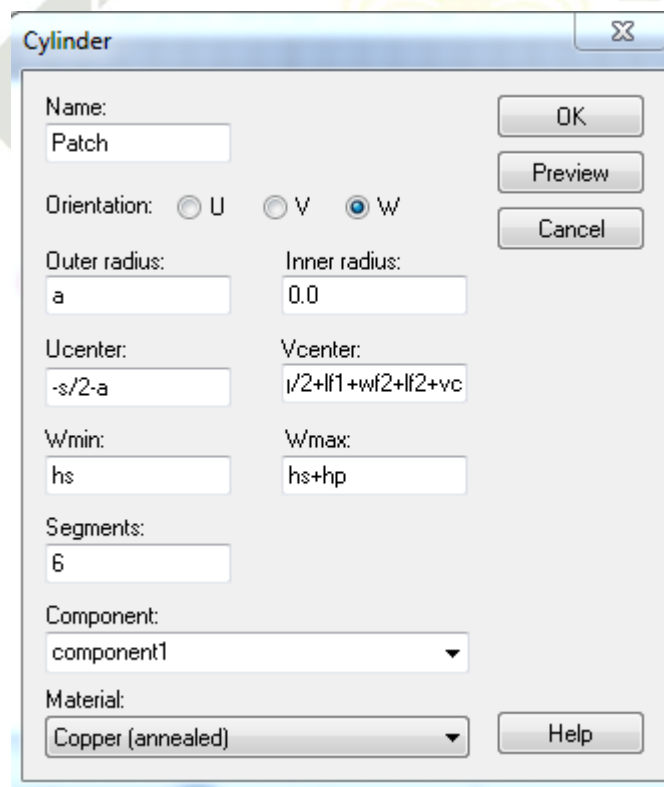 Cylinder
Name:
OK
Patch
Preview
Orientation: U V W
Cancel
Outer radius: Inner radius:
a 0.0
Ucenter: Vcenter:
-s/2-a /2+lf1+wf2+lf2+vc
Wmin: Wmax:
hs hs+hp
Segments:
6
Component:
component1
Material:
Copper (annealed) Help